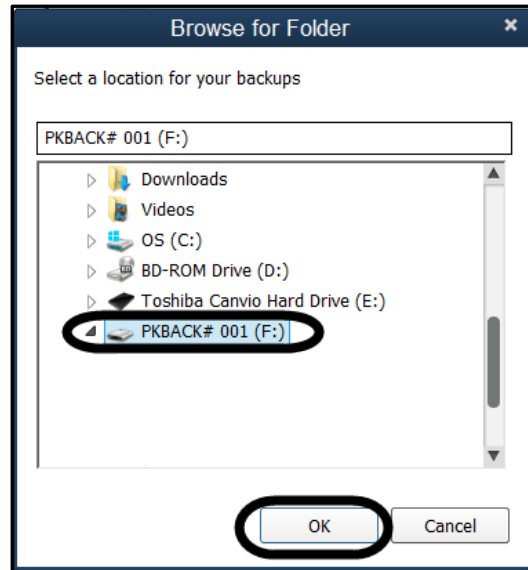 Browse for Folder
Select a location for your backups
PKBACK# 001 (F:)
Downloads
Videos
OS (C:)
BD-ROM Drive (D:)
Toshiba Canvio Hard Drive (E:)
PKBACK# 001 (F:)
OK Cancel